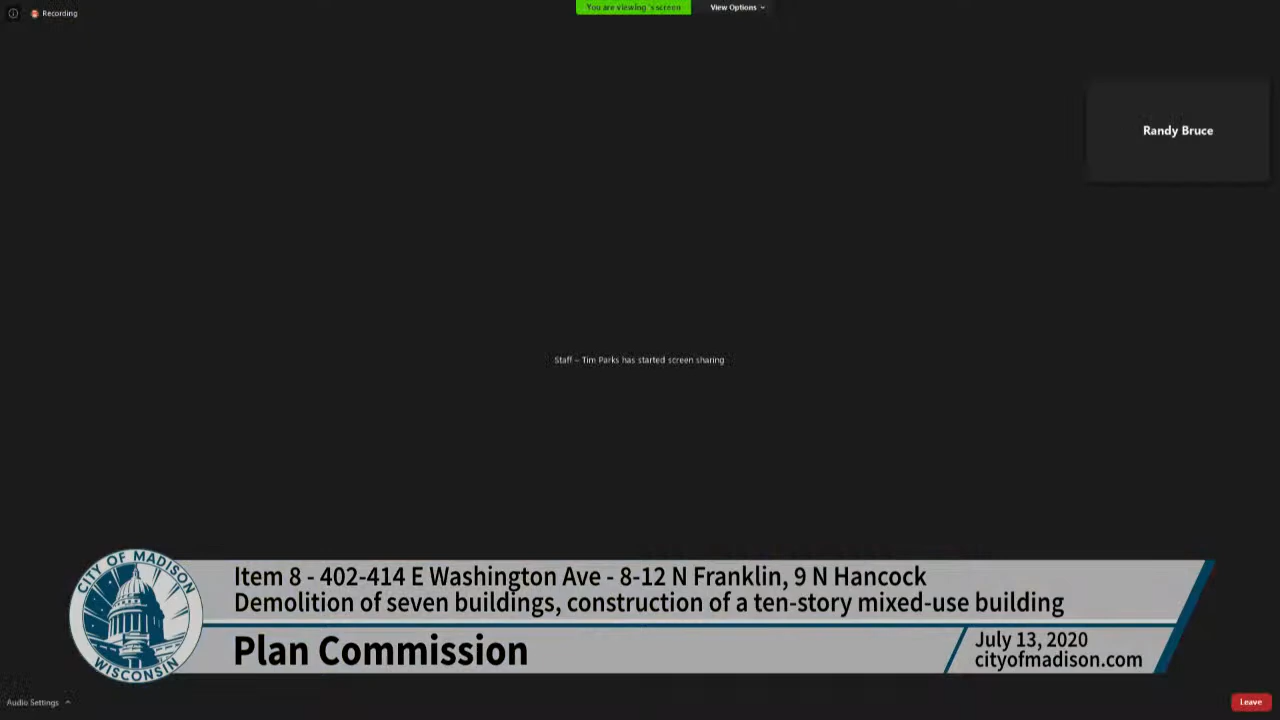 Recording
You are viewing 's screen
View Options
Randy Bruce
Staff – Tim Parks has started screen sharing
CITY OF MADISON
WISCONSIN
Item 8 - 402-414 E Washington Ave - 8-12 N Franklin, 9 N Hancock
Demolition of seven buildings, construction of a ten-story mixed-use building
Plan Commission
July 13, 2020
cityofmadison.com
Audio Settings
Leave